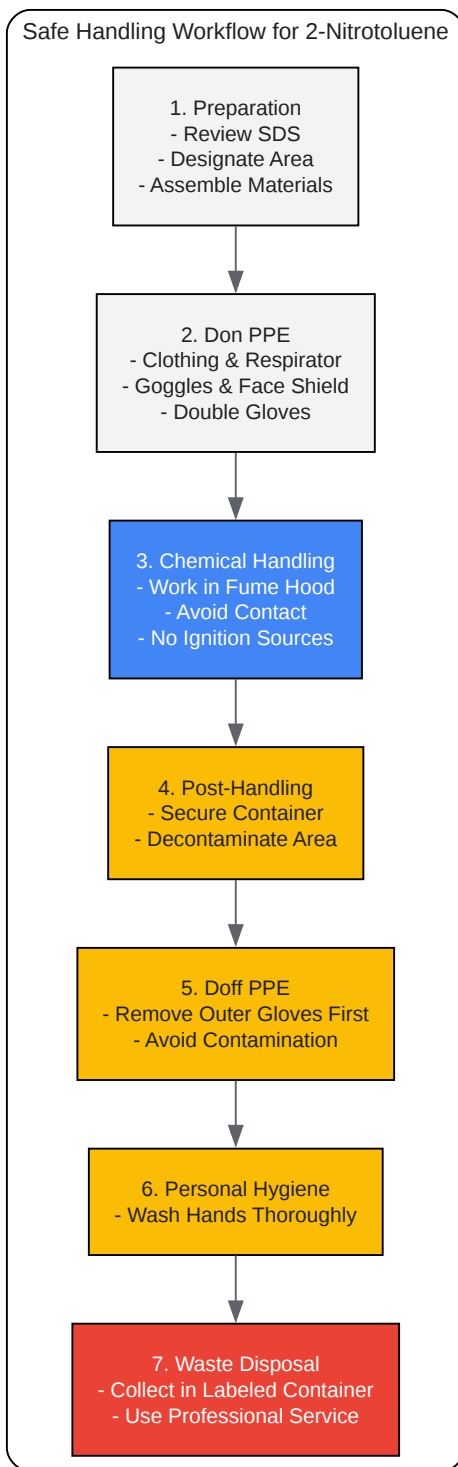 Safe Handling Workflow for 2-Nitrotoluene
1. Preparation
- Review SDS
- Designate Area
- Assemble Materials
2. Don PPE
- Clothing & Respirator
- Goggles & Face Shield
- Double Gloves
3. Chemical Handling
- Work in Fume Hood
- Avoid Contact
- No Ignition Sources
4. Post-Handling
- Secure Container
- Decontaminate Area
5. Doff PPE
- Remove Outer Gloves First
- Avoid Contamination
6. Personal Hygiene
- Wash Hands Thoroughly
7. Waste Disposal
- Collect in Labeled Container
- Use Professional Service